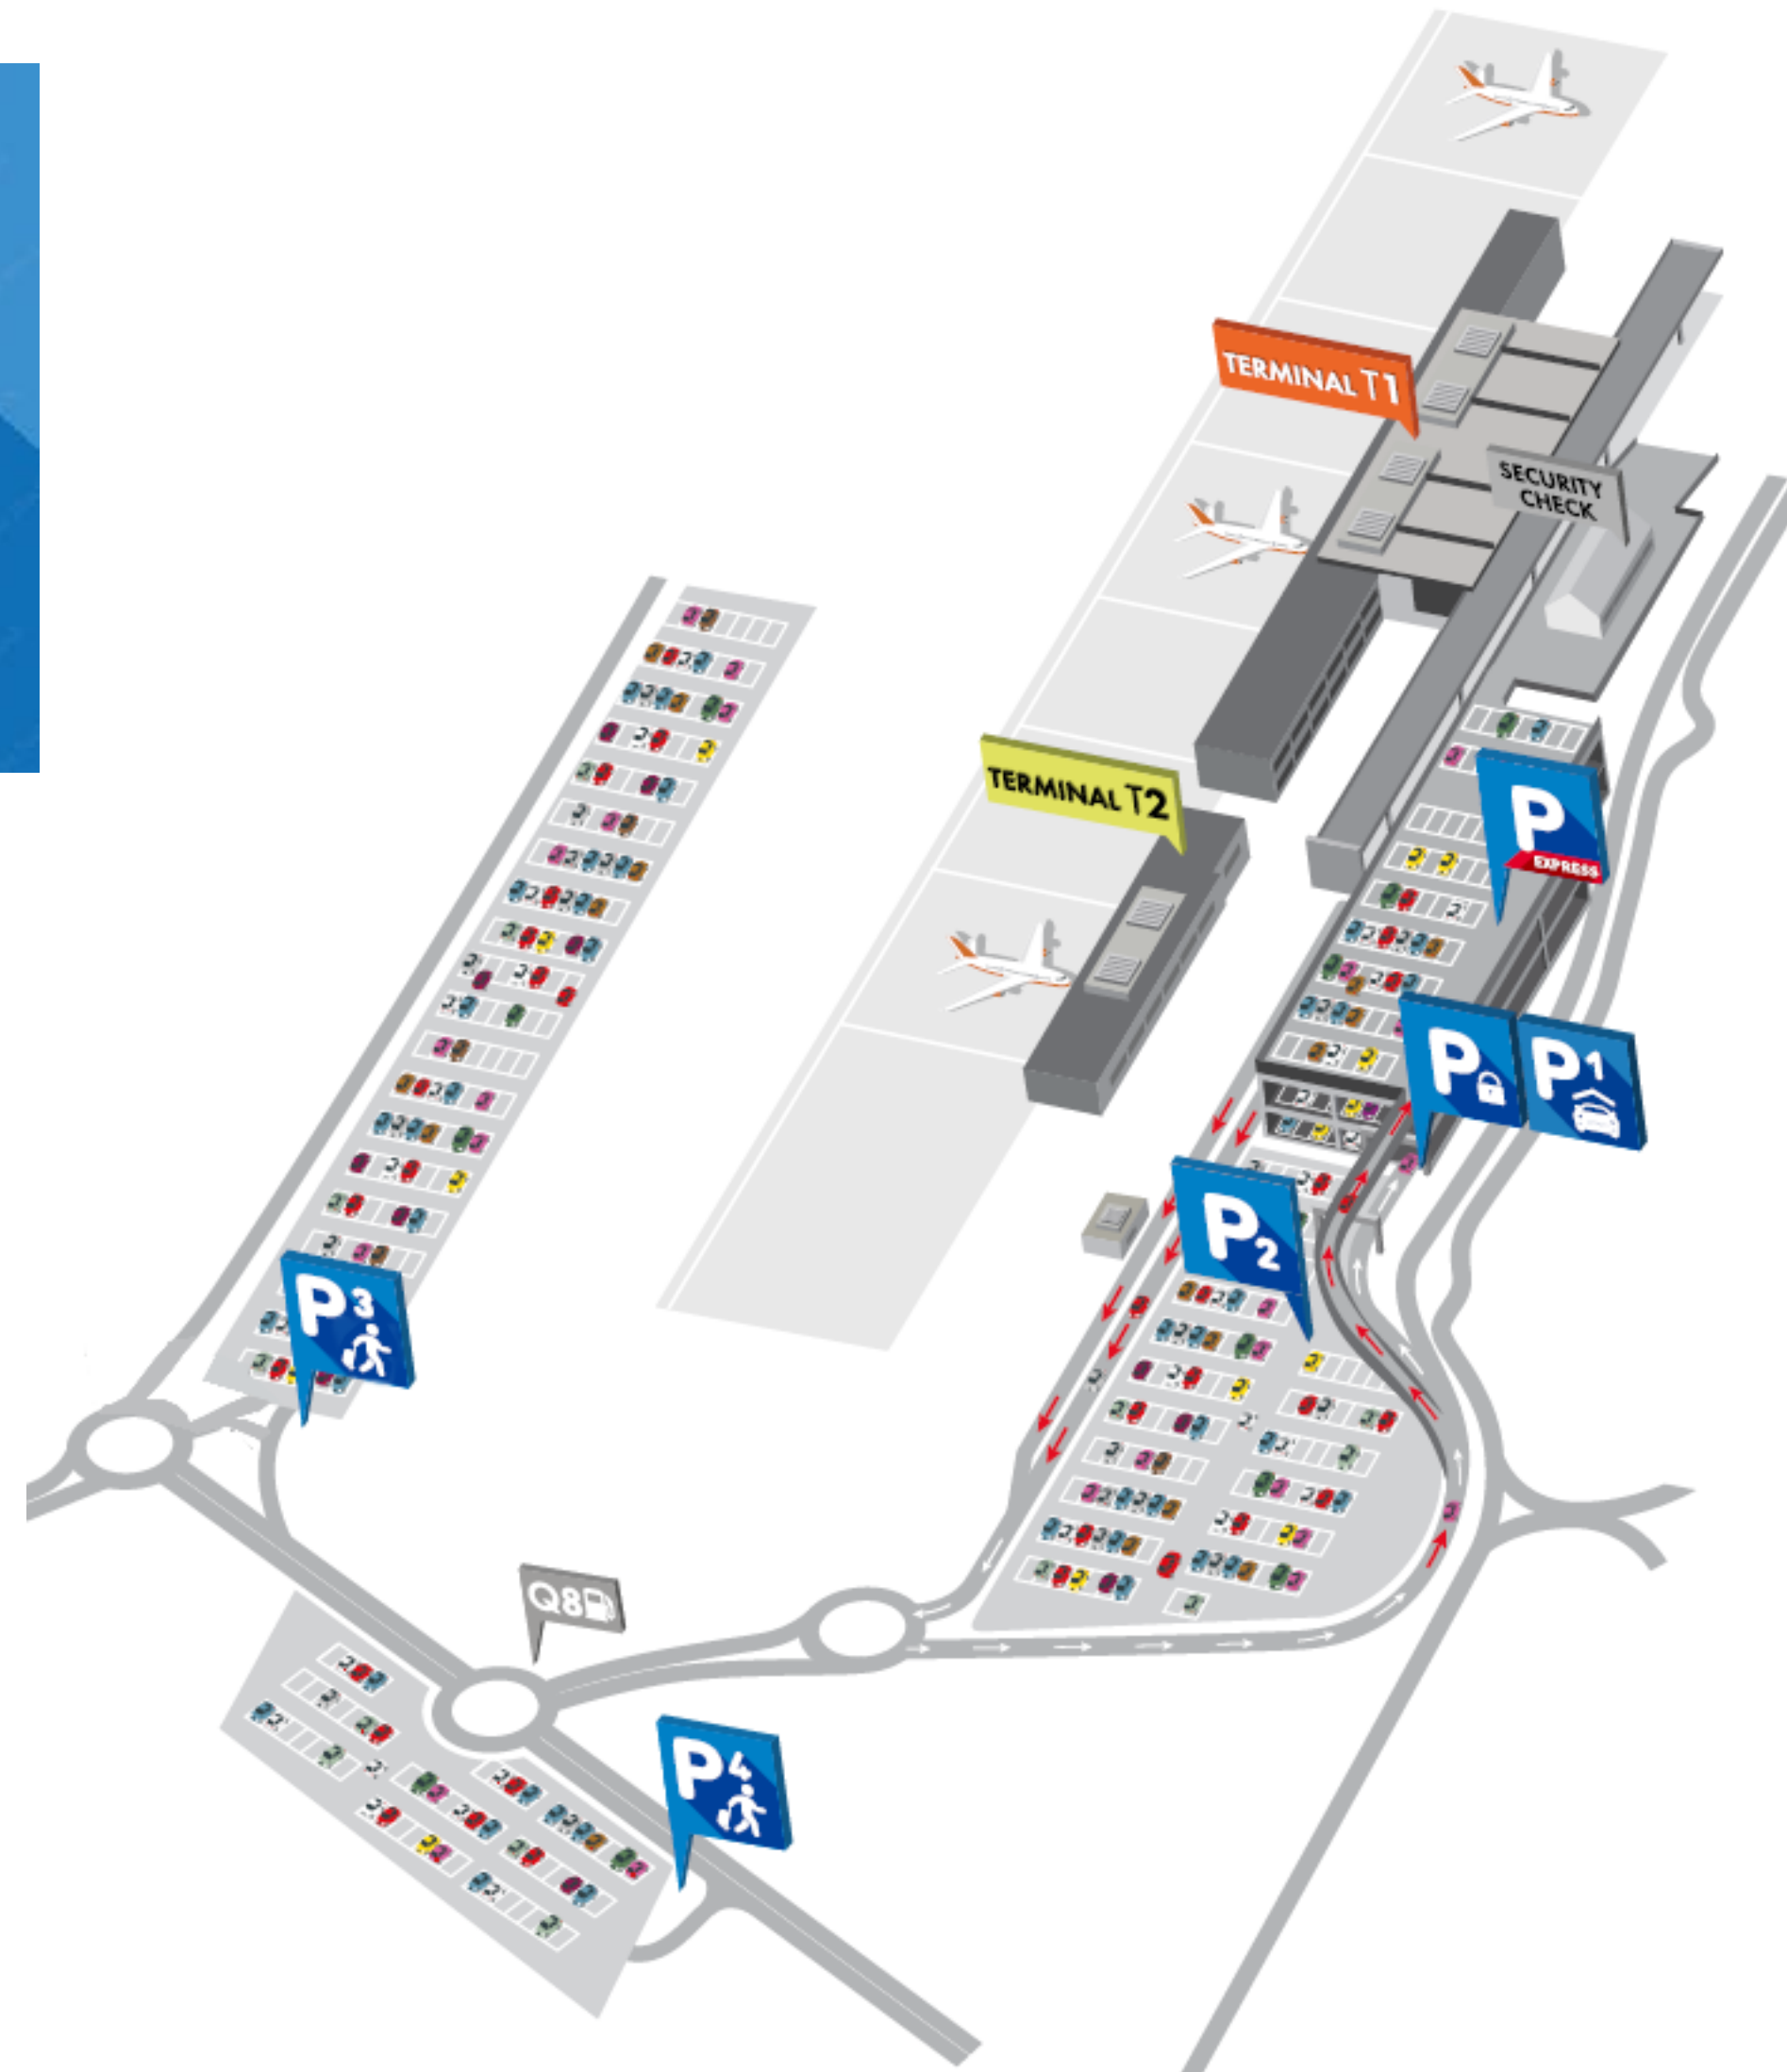 TERMINAL T1
SECURITY
CHECK
TERMINAL T2
P
EXPRESS
P
P1
P2
P3
Q8
P4